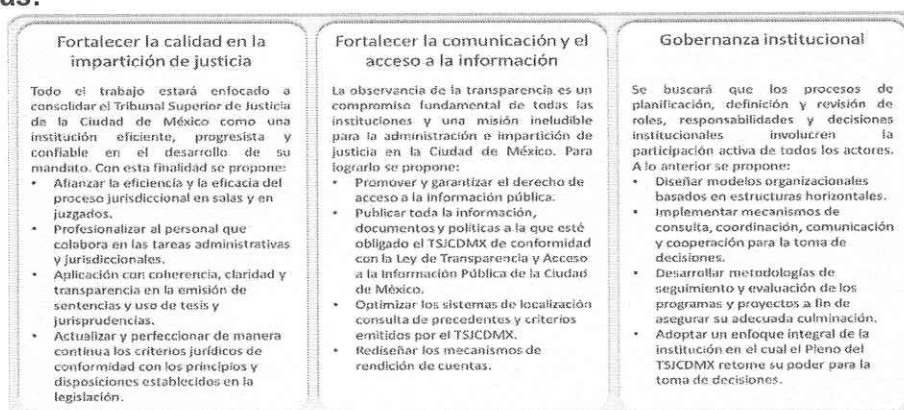 as:
Fortalecer la calidad en la
impartición de justicia
Todo el trabajo estará enfocado a
consolidar el Tribunal Superior de Justicia
de la Ciudad de México como una
institución eficiente, progresista y
confiable en el desarrollo de su
mandato. Con esta finalidad se propone:
• Afianzar la eficiencia y la eficacia del
proceso jurisdiccional en salas y en
juzgados.
• Profesionalizar al personal que
colabora en las tareas administrativas
y jurisdiccionales.
• Aplicación con coherencia, claridad y
transparencia en la emisión de
sentencias y uso de tesis y
jurisprudencias.
• Actualizar y perfeccionar de manera
continua los criterios jurídicos de
conformidad con los principios y
disposiciones establecidos en la
legislación.
Fortalecer la comunicación y el
acceso a la información
La observancia de la transparencia es un
compromiso fundamental de todas las
instituciones y una misión ineludible
para la administración e impartición de
justicia en la Ciudad de México. Para
lograrlo se propone:
• Promover y garantizar el derecho de
acceso a la información pública.
• Publicar toda la información,
documentos y políticas a la que esté
obligado el TSJCDMX de conformidad
con la Ley de Transparencia y Acceso
a la Información Pública de la Ciudad
de México.
• Optimizar los sistemas de localización
consulta de precedentes y criterios
emitidos por el TSJCDMX.
• Rediseñar los mecanismos de
rendición de cuentas.
Gobernanza institucional
Se buscará que los procesos de
planificación, definición y revisión de
roles, responsabilidades y decisiones
institucionales involucren la
participación activa de todos los actores.
A lo anterior se propone:
• Diseñar modelos organizacionales
basados en estructuras horizontales.
• Implementar mecanismos de
consulta, coordinación, comunicación
y cooperación para la toma de
decisiones.
• Desarrollar metodologías de
seguimiento y evaluación de los
programas y proyectos a fin de
asegurar su adecuada culminación.
• Adoptar un enfoque integral de la
institución en el cual el Pleno del
TSJCDMX retome su poder para la
toma de decisiones.